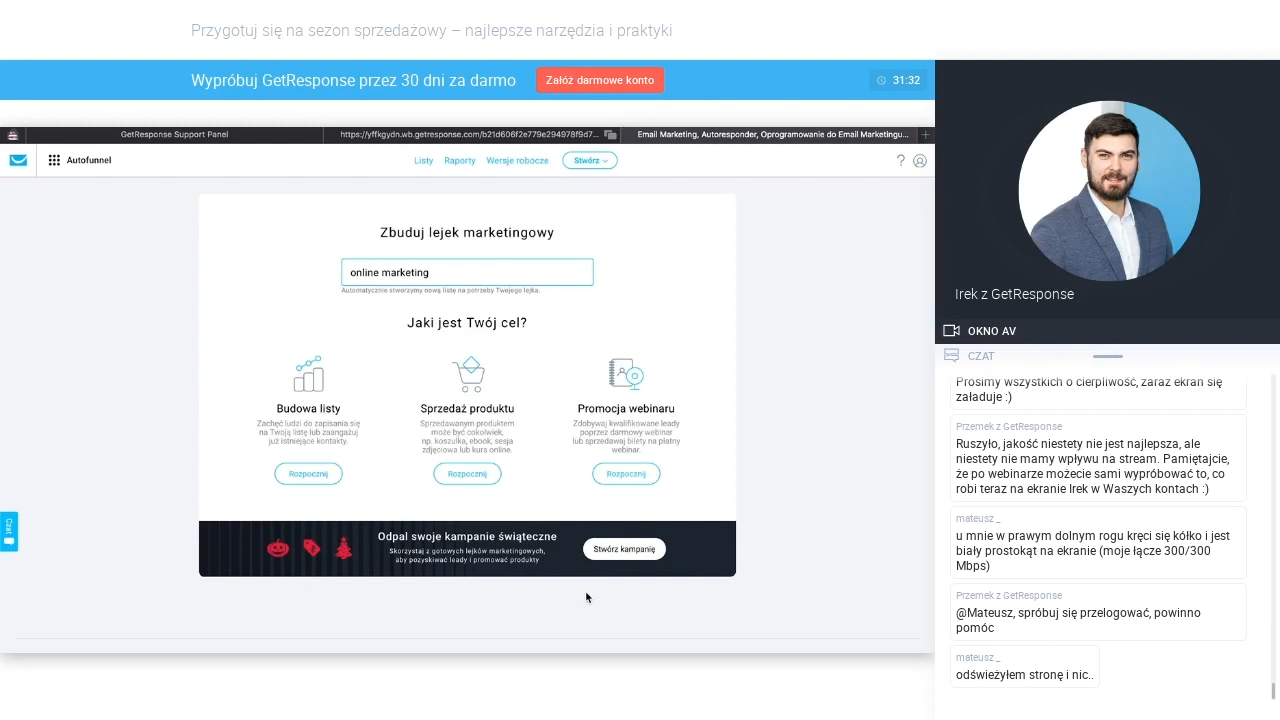 Przygotuj się na sezon sprzedażowy – najlepsze narzędzia i praktyki
Wypróbuj GetResponse przez 30 dni za darmo
Załóż darmowe konto
31:32
GetResponse Support Panel
https://yffkgydn.wb.getresponse.com/b21d606f2e779e294978f9d7...
Email Marketing, Autoresponder, Oprogramowanie do Email Marketingu...
Autofunnel
Listy
Raporty
Wersje robocze
Stwórz
Zbuduj lejek marketingowy
online marketing
Automatycznie stworzymy nową listę na potrzeby Twojego lejka.
Jaki jest Twój cel?
Budowa listy
Zachęć ludzi do zapisania się
na Twoją listę lub zaangażuj
już istniejące kontakty.
Rozpocznij
Sprzedaż produktu
Sprzedawanym produktem
może być cokolwiek,
np. koszulka, ebook, sesja
zdjęciowa lub kurs online.
Rozpocznij
Promocja webinaru
Zdobywaj kwalifikowane leady
poprzez darmowy webinar
lub sprzedawaj bilety na płatny
webinar.
Rozpocznij
Odpal swoje kampanie świąteczne
Skorzystaj z gotowych lejków marketingowych,
aby pozyskiwać leady i promować produkty
Stwórz kampanię
Czat
Irek z GetResponse
OKNO AV
CZAT
Prosimy wszystkich o cierpliwość, zaraz ekran się
załaduje :)
Przemek z GetResponse
Ruszyło, jakość niestety nie jest najlepsza, ale
niestety nie mamy wpływu na stream. Pamiętajcie,
że po webinarze możecie sami wypróbować to, co
robi teraz na ekranie Irek w Waszych kontach :)
mateusz _
u mnie w prawym dolnym rogu kręci się kółko i jest
biały prostokąt na ekranie (moje łącze 300/300
Mbps)
Przemek z GetResponse
@Mateusz, spróbuj się przelogować, powinno
pomóc
mateusz _
odświeżyłem stronę i nic..